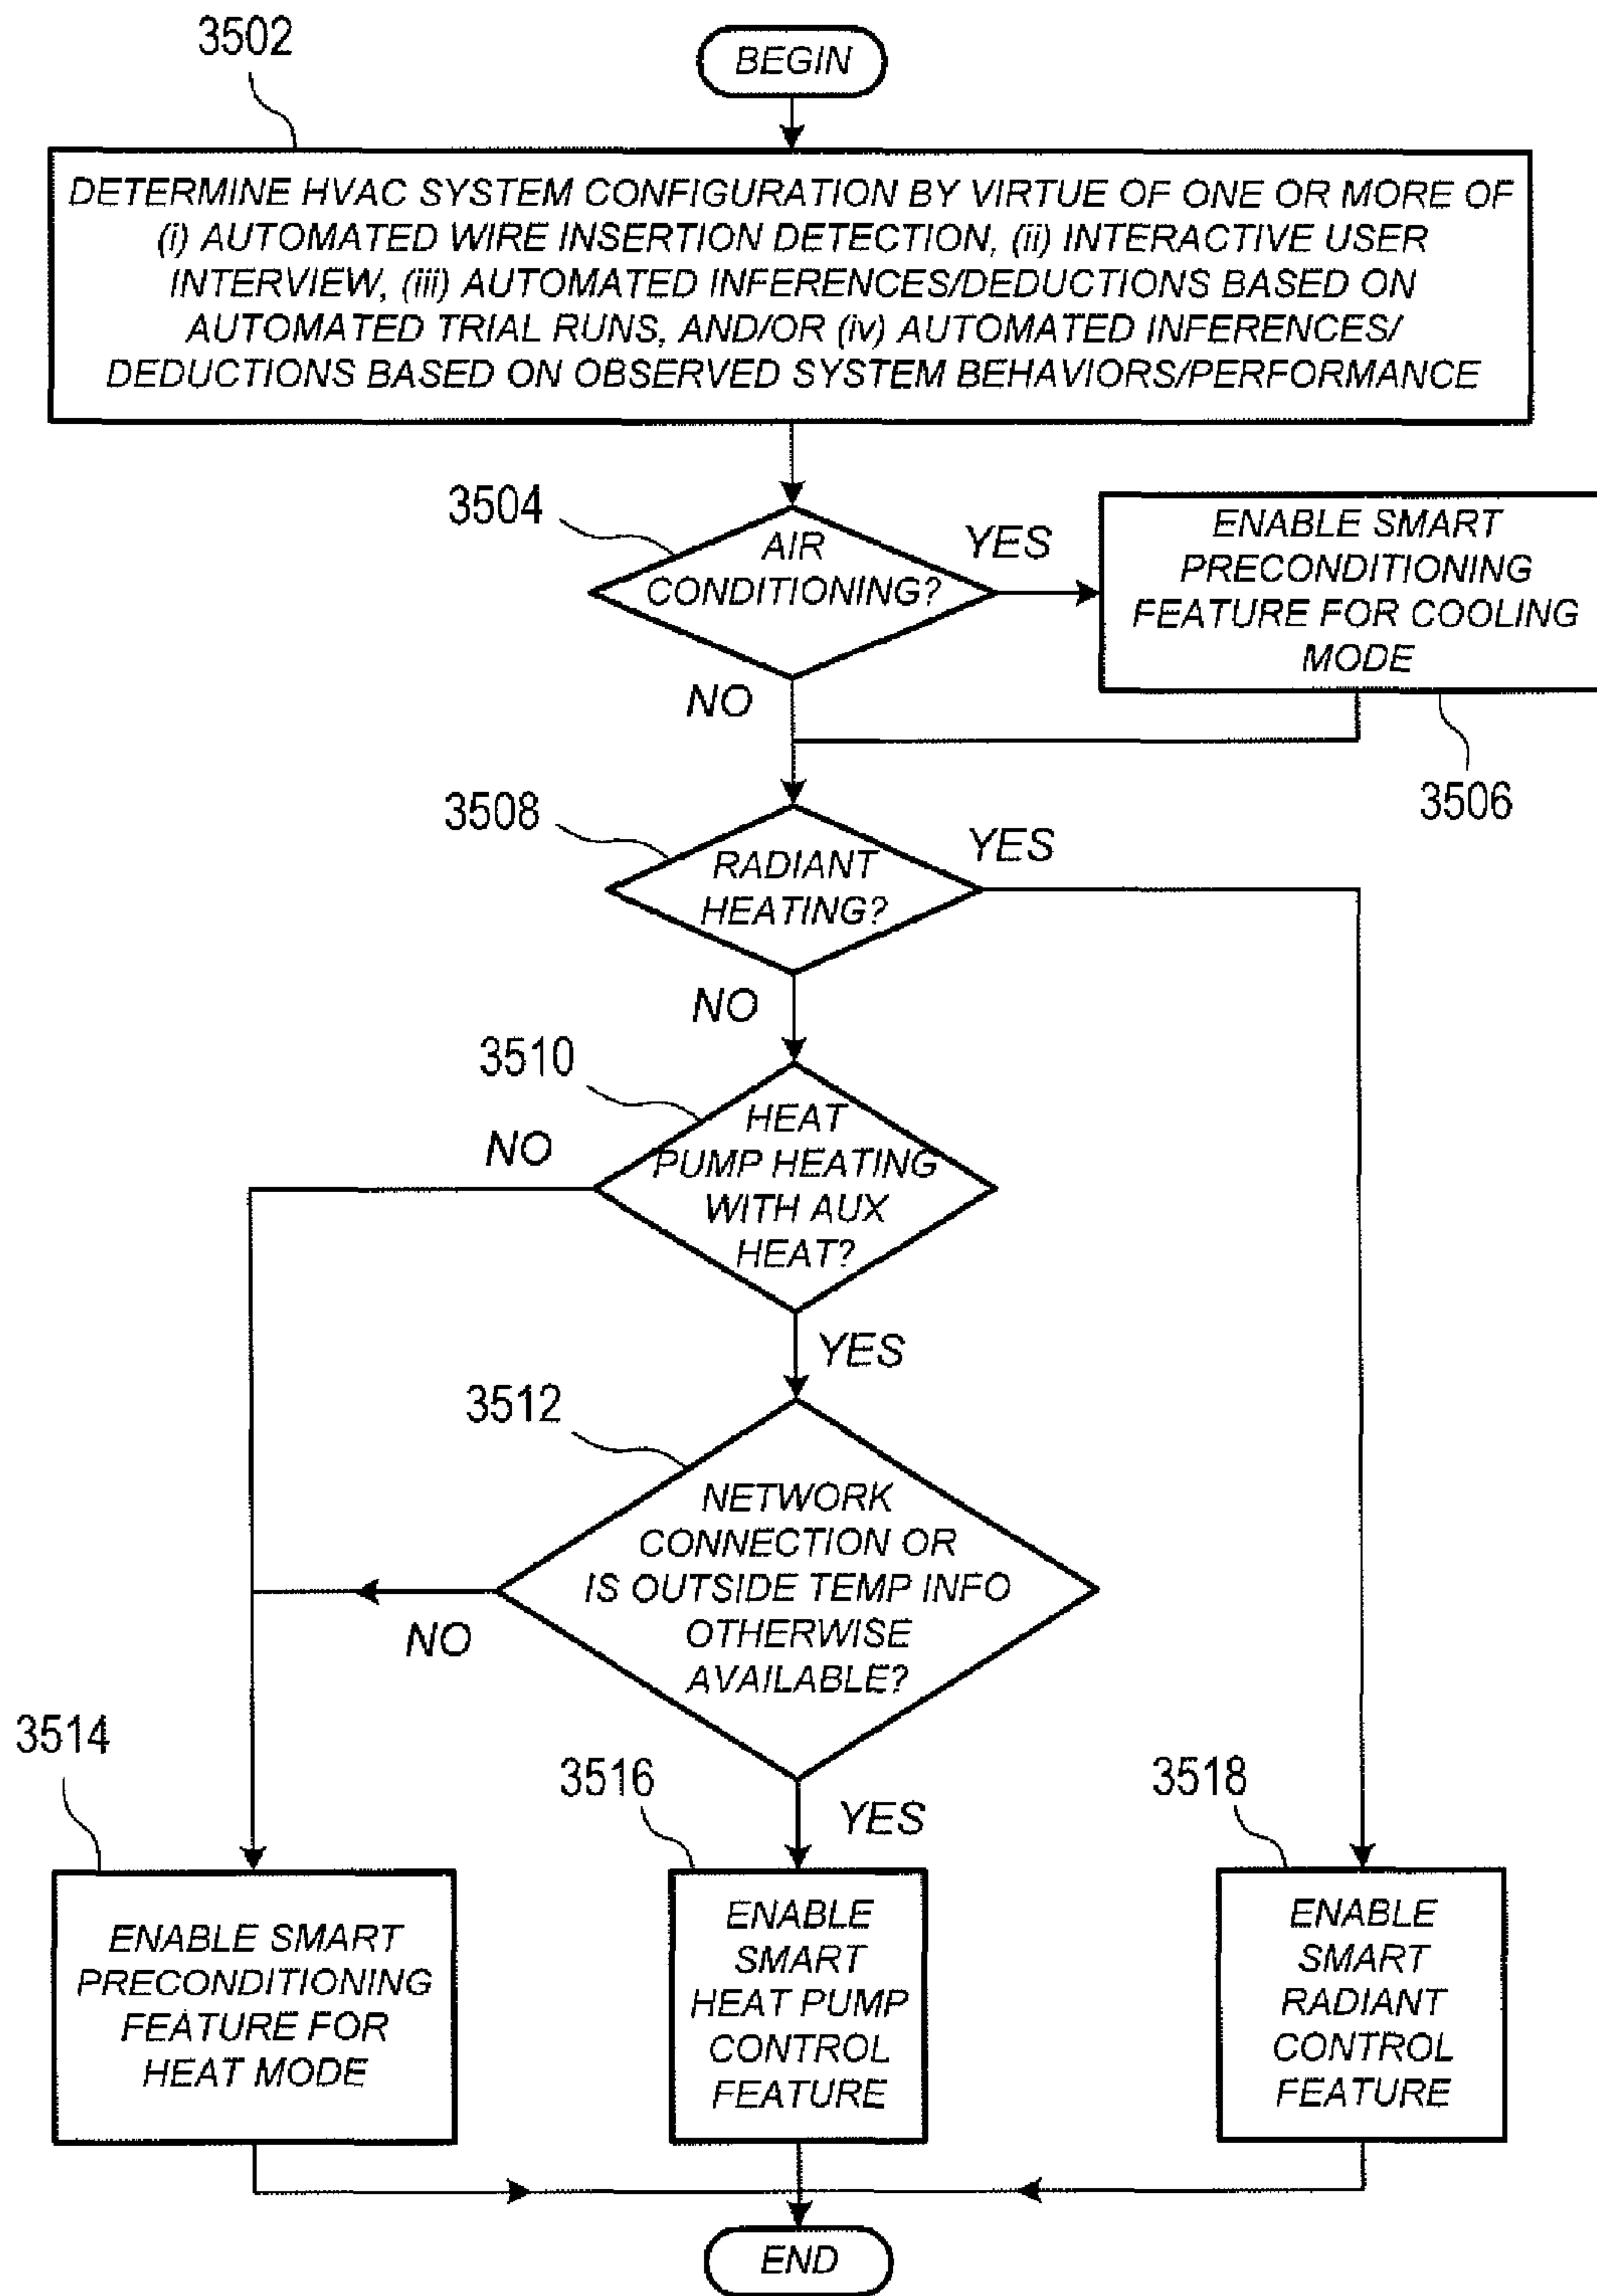 3502
BEGIN
DETERMINE HVAC SYSTEM CONFIGURATION BY VIRTUE OF ONE OR MORE OF
(i) AUTOMATED WIRE INSERTION DETECTION, (ii) INTERACTIVE USER
INTERVIEW, (iii) AUTOMATED INFERENCES/DEDUCTIONS BASED ON
AUTOMATED TRIAL RUNS, AND/OR (iv) AUTOMATED INFERENCES/
DEDUCTIONS BASED ON OBSERVED SYSTEM BEHAVIORS/PERFORMANCE
3504
AIR
CONDITIONING?
YES
NO
ENABLE SMART
PRECONDITIONING
FEATURE FOR COOLING
MODE
3506
3508
RADIANT
HEATING?
YES
NO
3510
HEAT
PUMP HEATING
WITH AUX
HEAT?
NO
YES
3512
NETWORK
CONNECTION OR
IS OUTSIDE TEMP INFO
OTHERWISE
AVAILABLE?
NO
YES
3514
ENABLE SMART
PRECONDITIONING
FEATURE FOR
HEAT MODE
3516
ENABLE
SMART
HEAT PUMP
CONTROL
FEATURE
3518
ENABLE
SMART
RADIANT
CONTROL
FEATURE
END